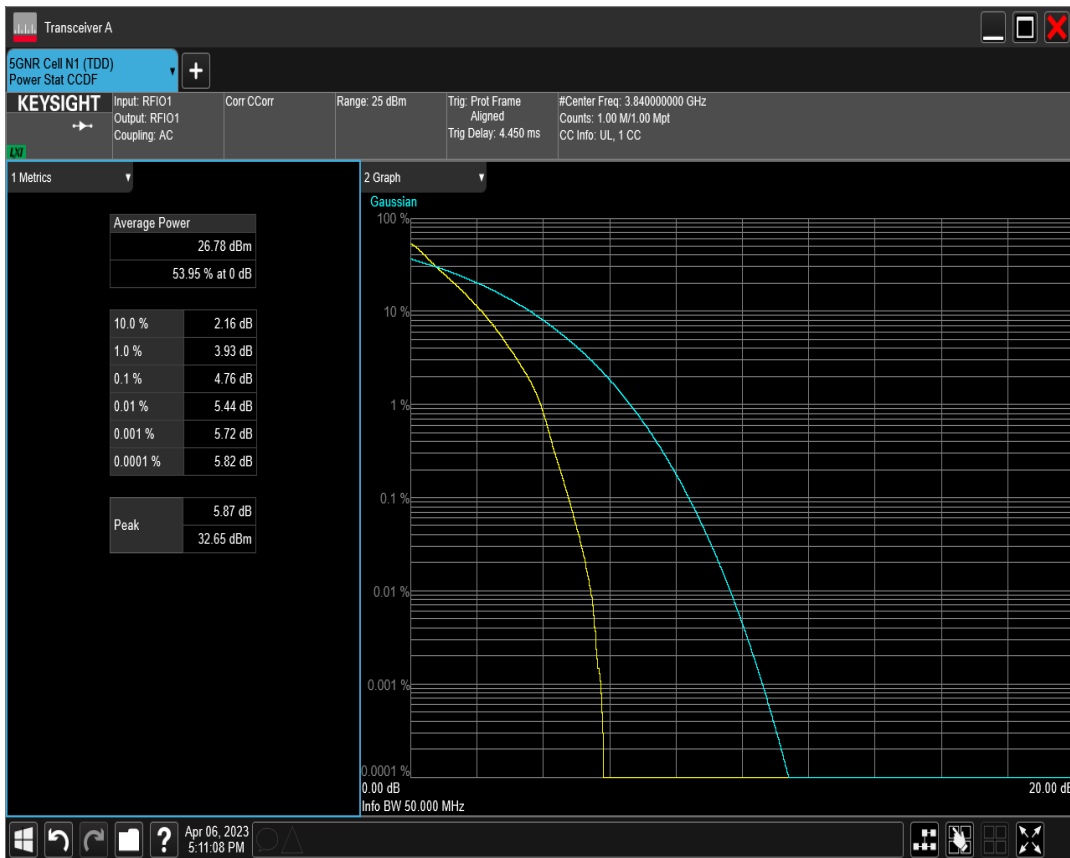 Transceiver A
5GNR Cell N1 (TDD)
Power Stat CCDF
KEYSIGHT
LXI
Input: RFIO1
Output: RFIO1
Coupling: AC
Corr CCorr
Range: 25 dBm
Trig: Prot Frame
Aligned
Trig Delay: 4.450 ms
#Center Freq: 3.840000000 GHz
Counts: 1.00 M/1.00 Mpt
CC Info: UL, 1 CC
1 Metrics
Average Power
26.78 dBm
53.95 % at 0 dB
10.0 % 2.16 dB
1.0 % 3.93 dB
0.1 % 4.76 dB
0.01 % 5.44 dB
0.001 % 5.72 dB
0.0001 % 5.82 dB
Peak
5.87 dB
32.65 dBm
2 Graph
Gaussian
100 %
10 %
1 %
0.1 %
0.01 %
0.001 %
0.0001 %
0.00 dB 20.00 dB
Info BW 50.000 MHz
Apr 06, 2023
5:11:08 PM